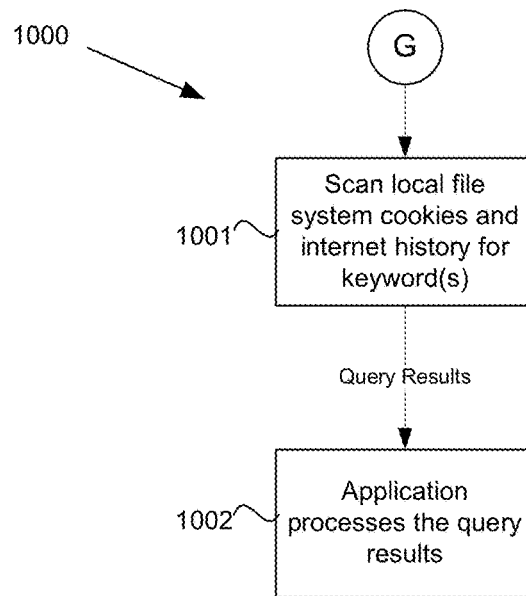 1000
G
Scan local file
system cookies and
internet history for
keyword(s)
1001
Query Results
Application
processes the query
results
1002